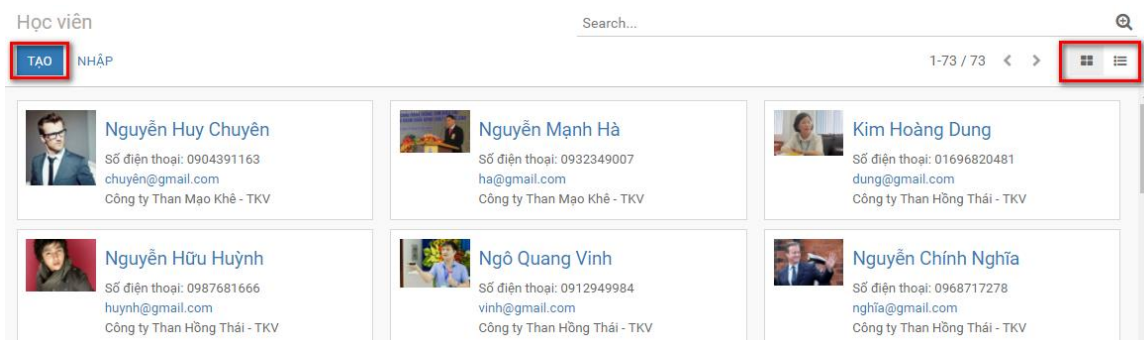 Học viên
Search...
TẠO
NHẬP
1-73 / 73
Nguyễn Huy Chuyên
Số điện thoại: 0904391163
chuyên@gmail.com
Công ty Than Mạo Khê - TKV
Nguyễn Mạnh Hà
Số điện thoại: 0932349007
ha@gmail.com
Công ty Than Mạo Khê - TKV
Kim Hoàng Dung
Số điện thoại: 01696820481
dung@gmail.com
Công ty Than Hồng Thái - TKV
Nguyễn Hữu Huỳnh
Số điện thoại: 0987681666
huynh@gmail.com
Công ty Than Hồng Thái - TKV
Ngô Quang Vinh
Số điện thoại: 0912949984
vinh@gmail.com
Công ty Than Hồng Thái - TKV
Nguyễn Chính Nghĩa
Số điện thoại: 0968717278
nghĩa@gmail.com
Công ty Than Hồng Thái - TKV